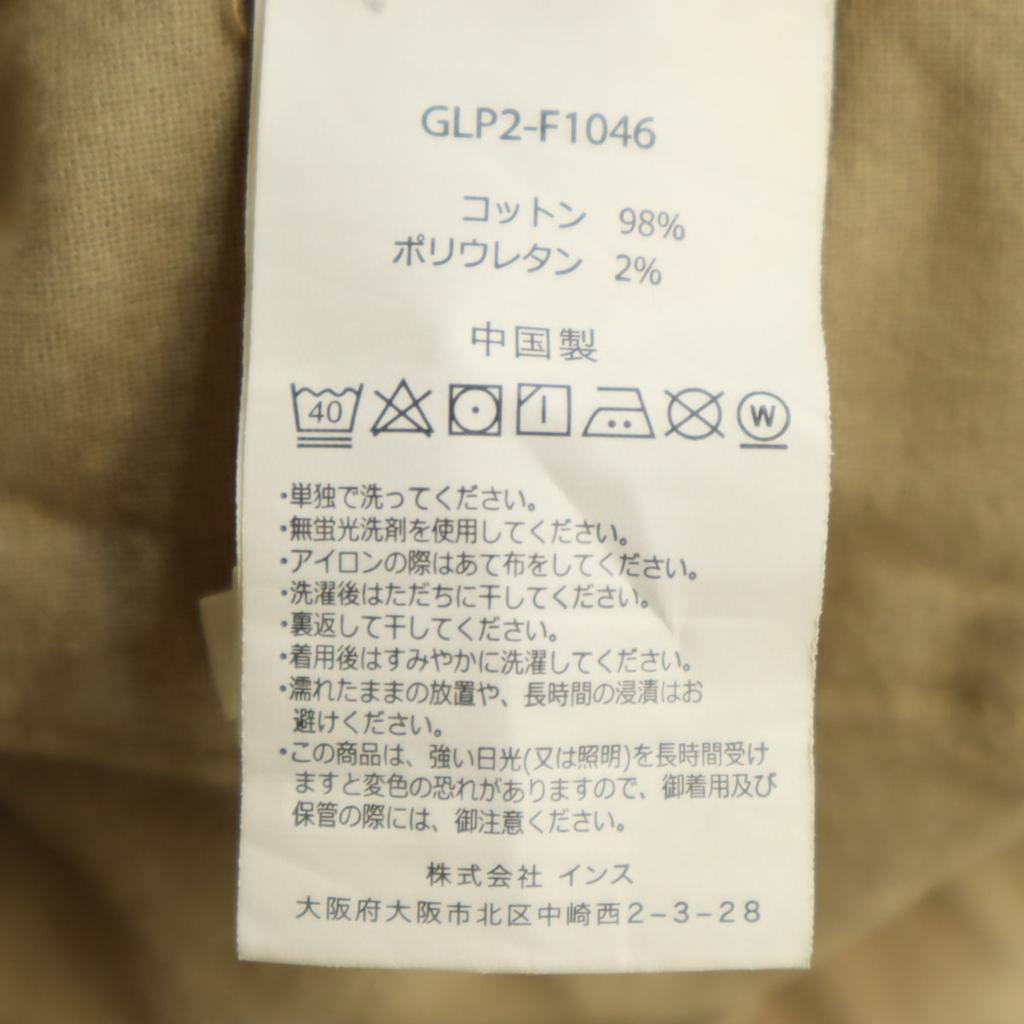 GLP2-F1046
コットン 98%
ポリウレタン 2%
中国製
40 W
・単独で洗ってください。
・無蛍光洗剤を使用してください。
・アイロンの際はあて布をしてください。
・洗濯後はただちに干してください。
・裏返して干してください。
・着用後はすみやかに洗濯してください。
・濡れたままの放置や、長時間の浸漬はお
避けください。
・この商品は、強い日光(又は照明)を長時間受け
ますと変色の恐れがありますので、御着用及び
保管の際には、御注意ください。
株式会社 インス
大阪府大阪市北区中崎西2-3-28